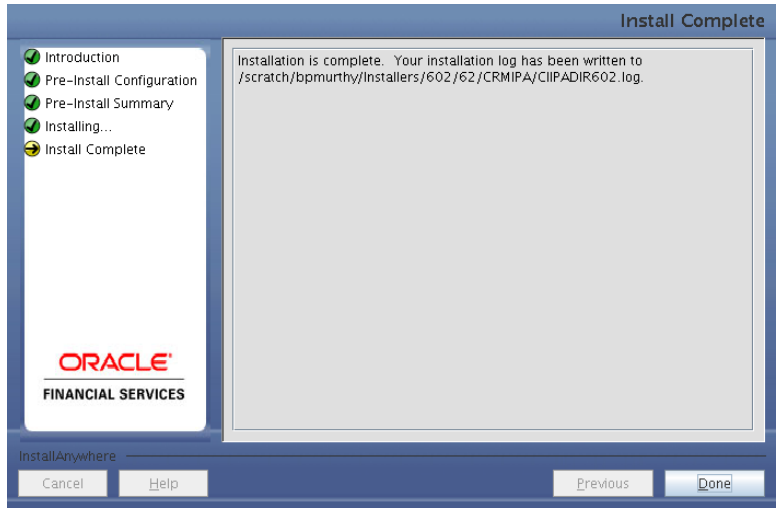 Install Complete
Introduction
Pre-Install Configuration
Pre-Install Summary
Installing...
Install Complete
Installation is complete. Your installation log has been written to
/scratch/bpmurthy/Installers/602/62/CRMIPA/CIIPADIR602.log.
ORACLE'
FINANCIAL SERVICES
InstallAnywhere
Cancel
Help
Previous
Done